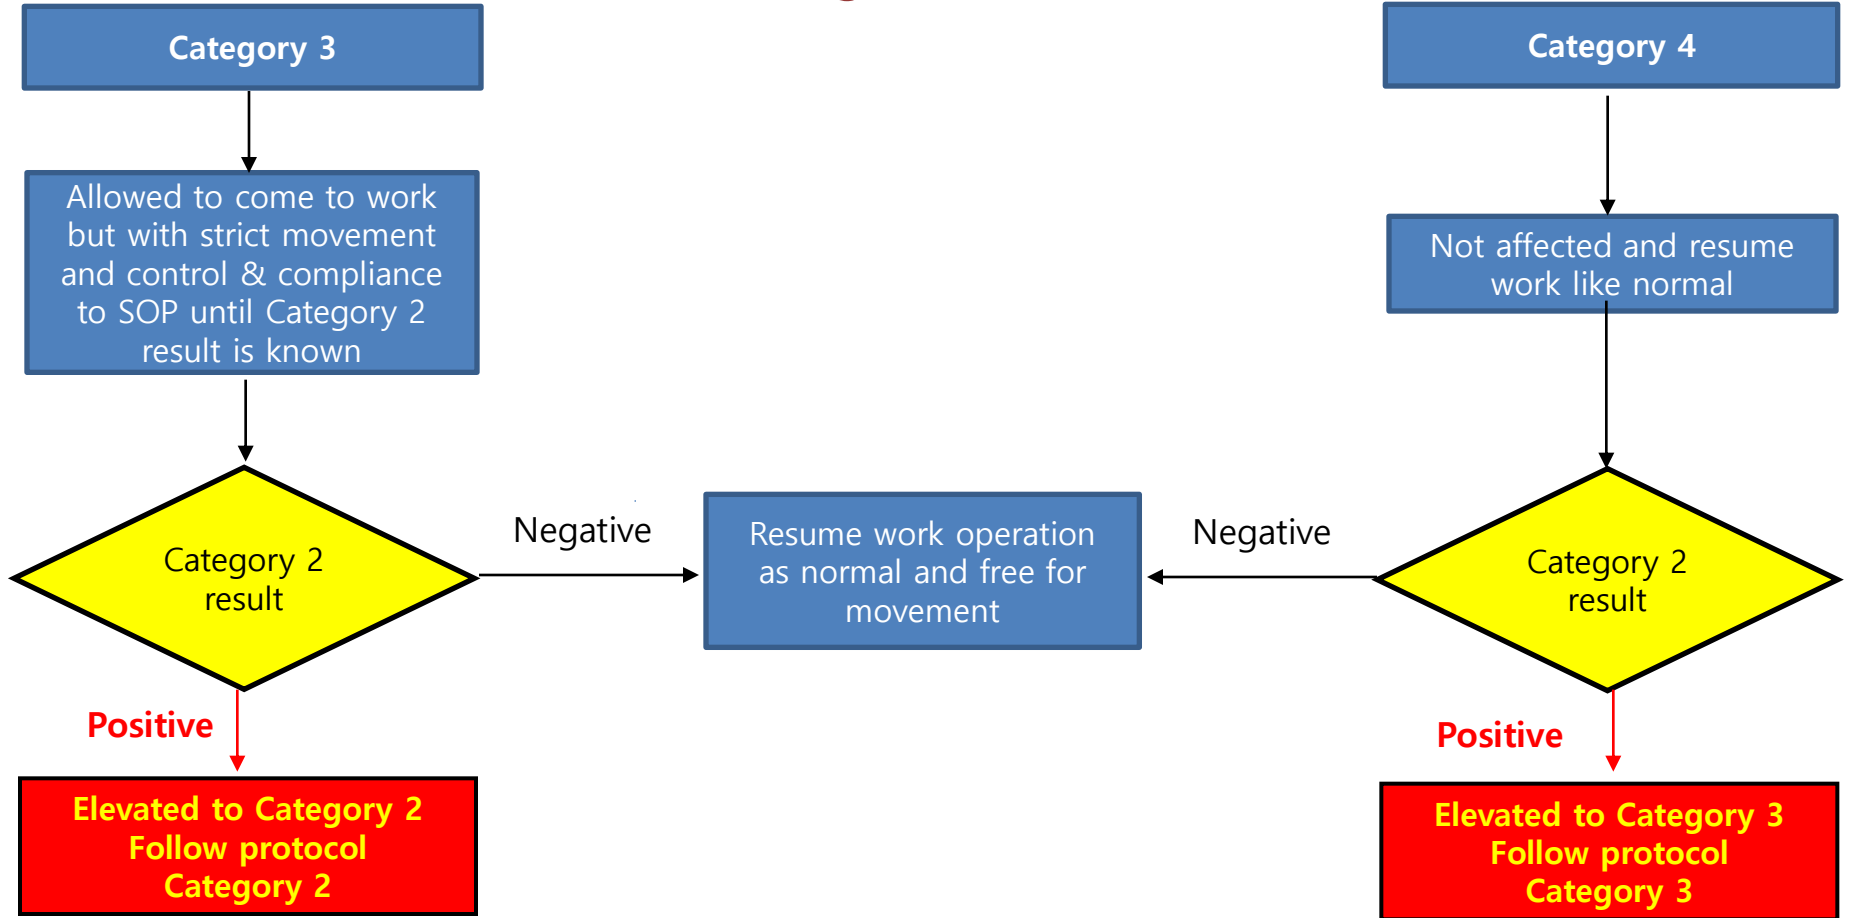 Category 3
Category 4
Allowed to come to work
but with strict movement
and control & compliance
to SOP until Category 2
result is known
Not affected and resume
work like normal
Category 2
result
Negative
Resume work operation
as normal and free for
movement
Negative
Category 2
result
Positive
Positive
Elevated to Category 2
Follow protocol
Category 2
Elevated to Category 3
Follow protocol
Category 3